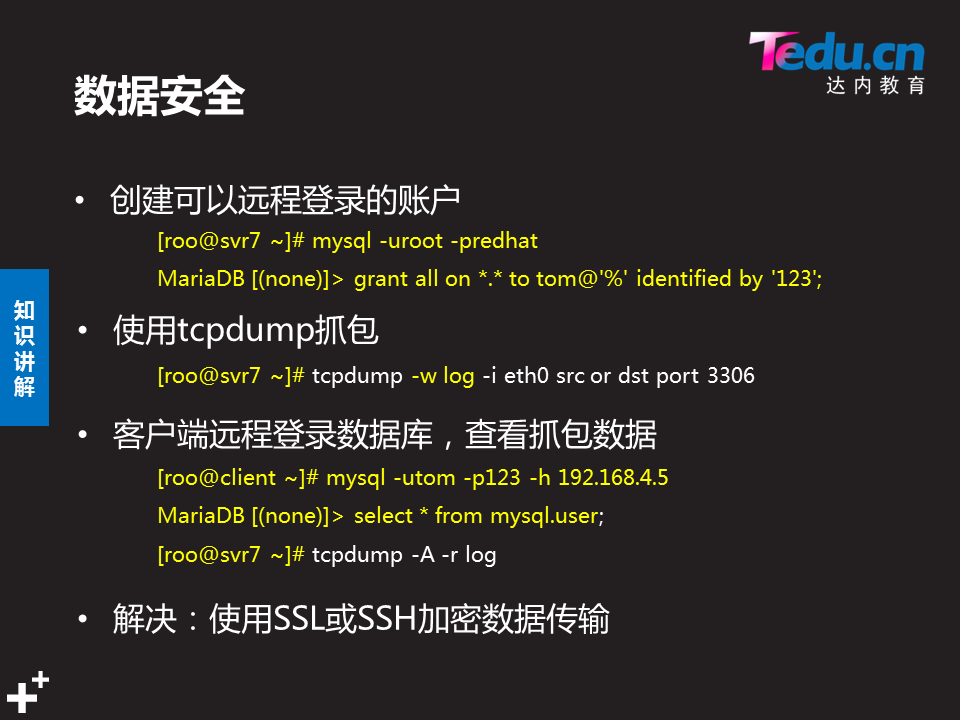 Tedu.cn
达内教育
数据安全
• 创建可以远程登录的账户
[roo@svr7 ~]# mysql -uroot -predhat
MariaDB [(none)]> grant all on *.* to tom@'%' identified by '123';
知识讲解
• 使用tcpdump抓包
[roo@svr7 ~]# tcpdump -w log -i eth0 src or dst port 3306
• 客户端远程登录数据库，查看抓包数据
[roo@client ~]# mysql -utom -p123 -h 192.168.4.5
MariaDB [(none)]> select * from mysql.user;
[roo@svr7 ~]# tcpdump -A -r log
• 解决：使用SSL或SSH加密数据传输